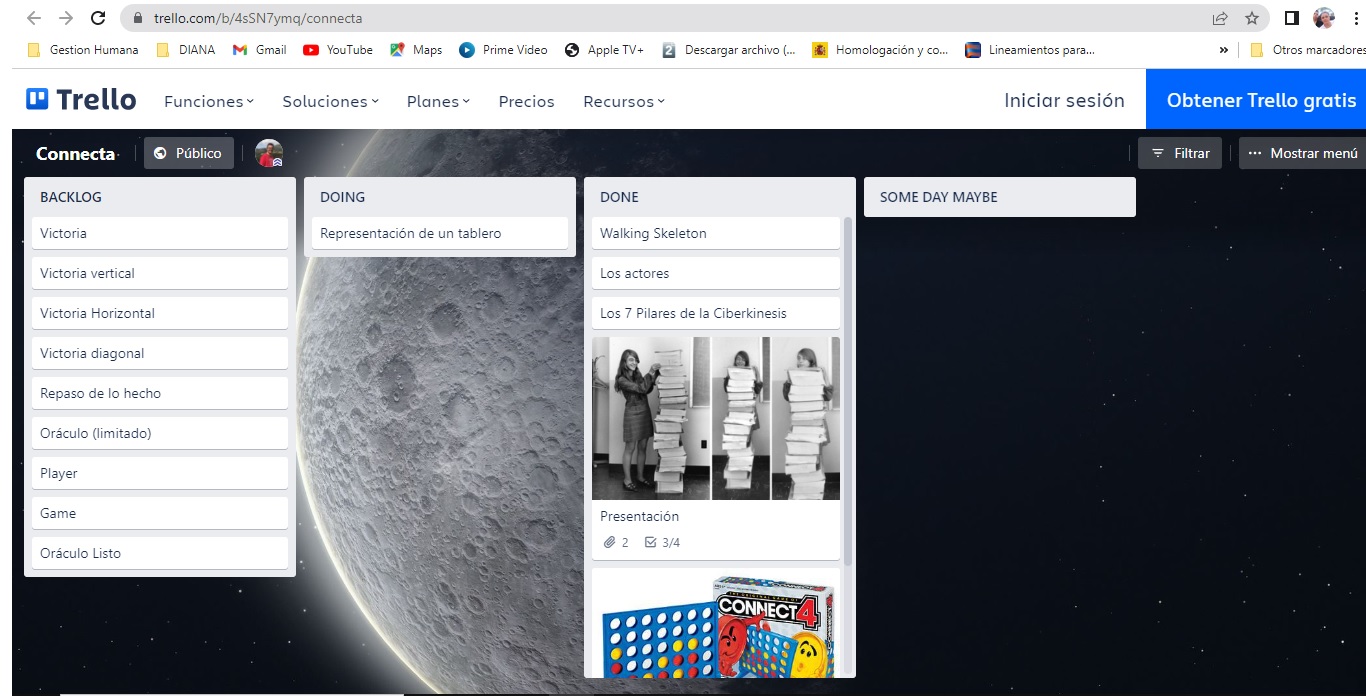 trello.com/b/4sSN7ymq/connecta
Gestion Humana DIANA Gmail YouTube Maps Prime Video Apple TV+ 2 Descargar archivo (... Homologación y co... Lineamientos para... » Otros marcadores
Trello Funciones Soluciones Planes Precios Recursos Iniciar sesión Obtener Trello gratis
Connecta Público Filtrar ··· Mostrar menú
BACKLOG
Victoria
Victoria vertical
Victoria Horizontal
Victoria diagonal
Repaso de lo hecho
Oráculo (limitado)
Player
Game
Oráculo Listo
DOING
Representación de un tablero
DONE
Walking Skeleton
Los actores
Los 7 Pilares de la Ciberkinesis
Presentación
2 3/4
CONNECT 4
SOME DAY MAYBE